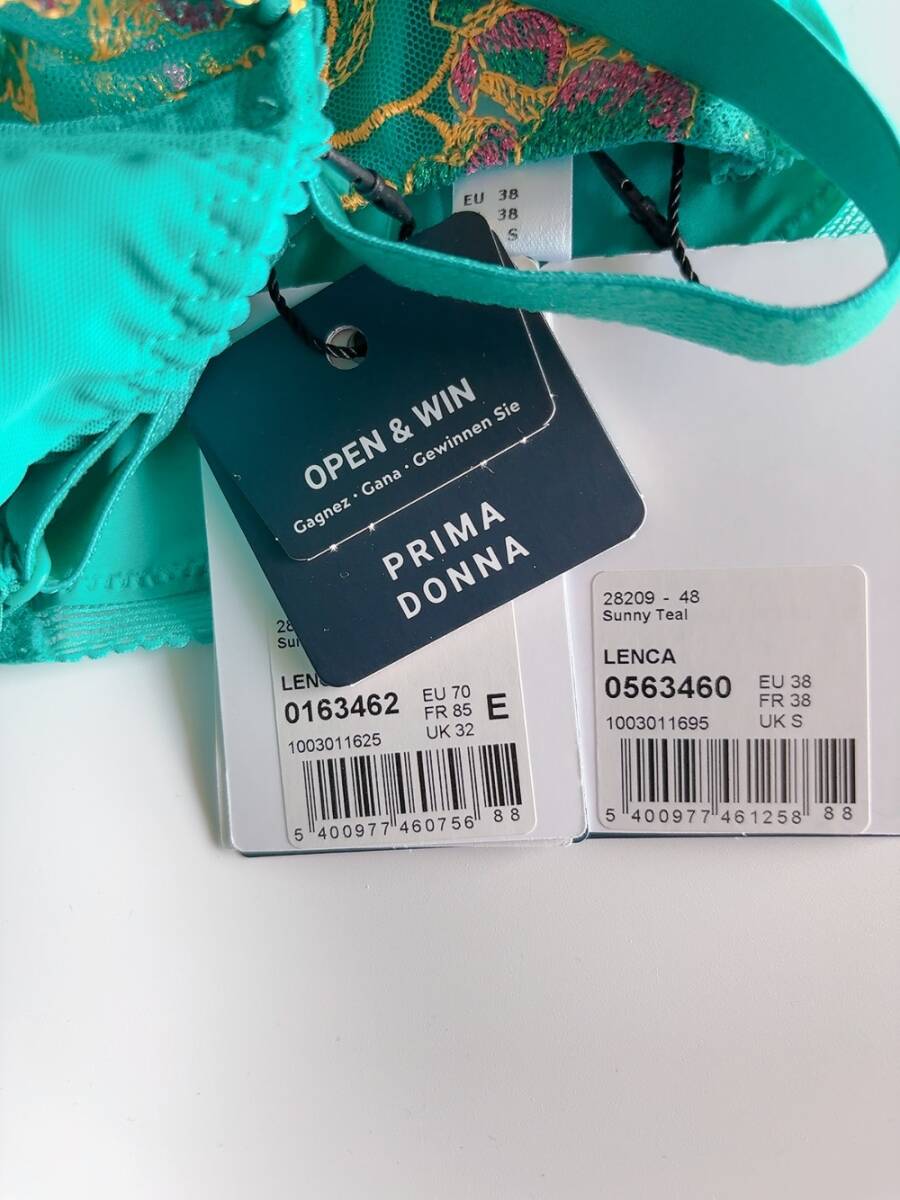 EU 38
38
S
OPEN & WIN
Gagnez · Gana · Gewinnen Sie
PRIMA
DONNA
28
LEN
0163462
EU 70
FR 85
UK 32
E
1003011625
5 400977 460756 88
28209 - 48
Sunny Teal
LENCA
0563460
EU 38
FR 38
UK S
1003011695
5 400977 461258 88